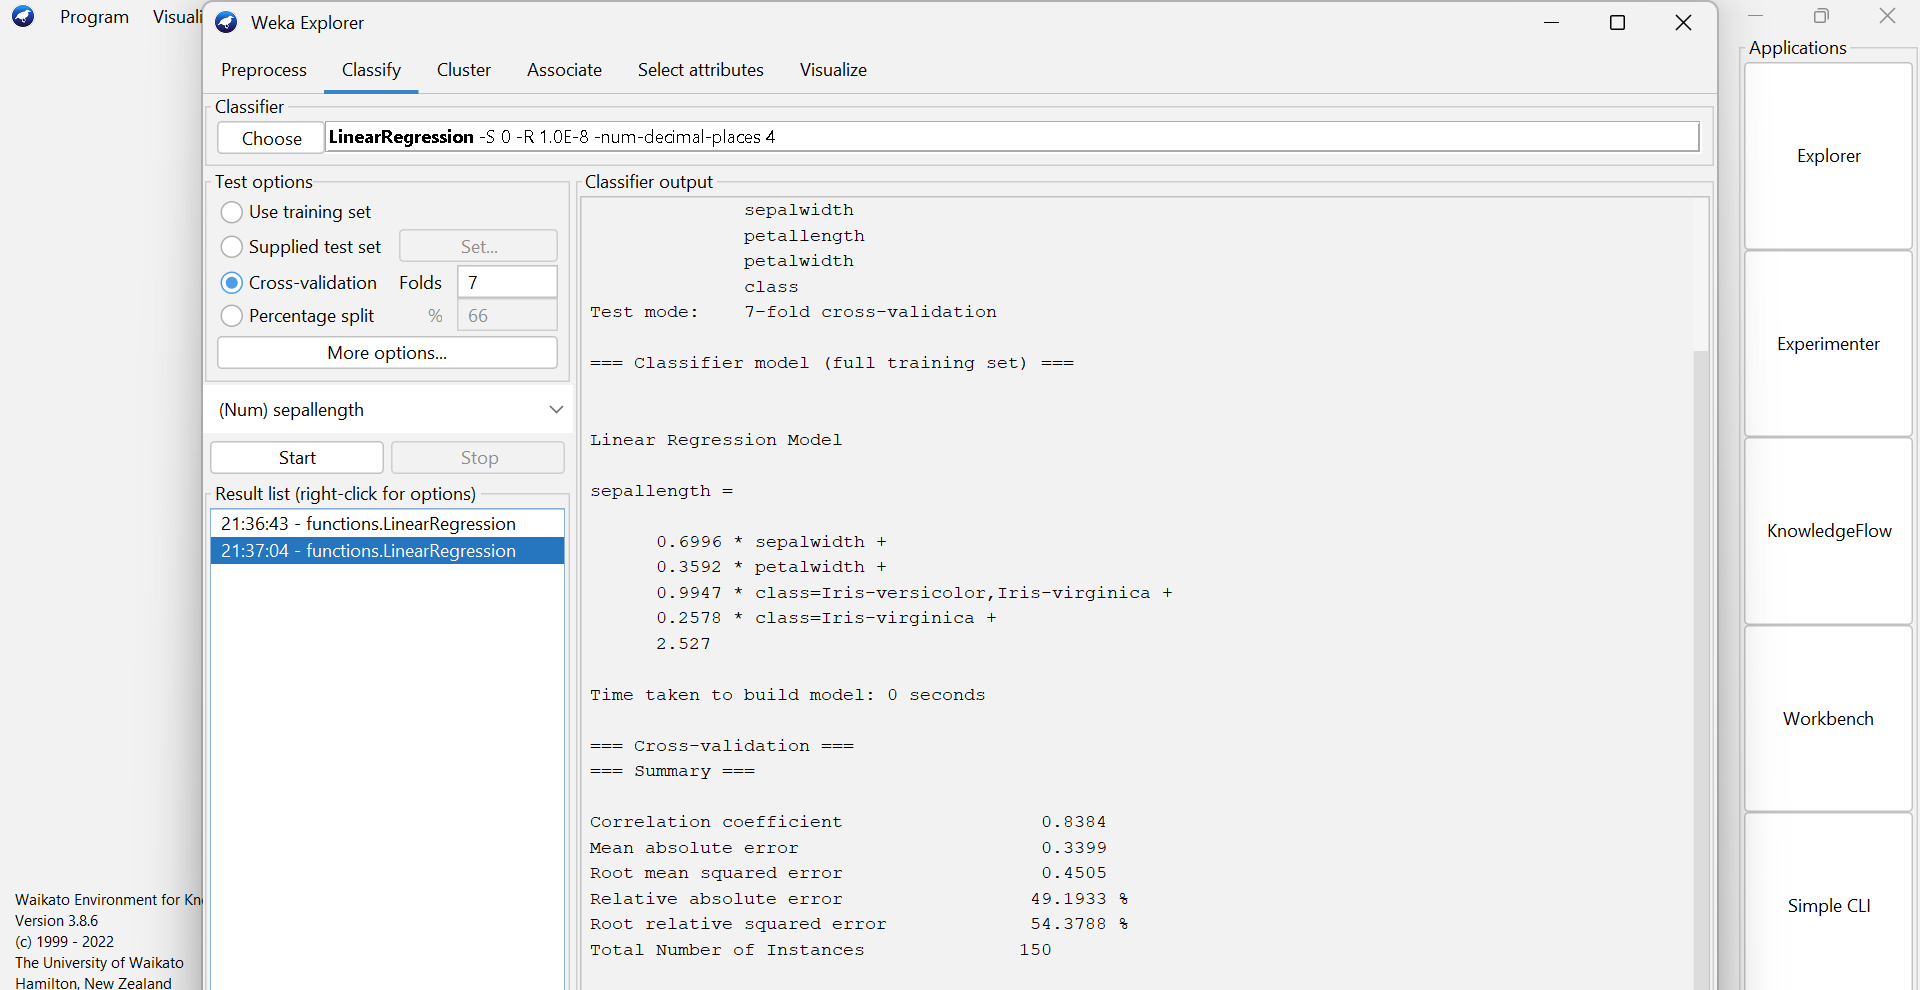 Program Visuali
Weka Explorer
Preprocess Classify Cluster Associate Select attributes Visualize
Classifier
Choose LinearRegression -S 0 -R 1.0E-8 -num-decimal-places 4
Test options
Use training set
Supplied test set Set...
Cross-validation Folds 7
Percentage split % 66
More options...
(Num) sepallength
Start Stop
Result list (right-click for options)
21:36:43 - functions.LinearRegression
21:37:04 - functions.LinearRegression
Classifier output
sepalwidth
petallength
petalwidth
class
Test mode: 7-fold cross-validation
=== Classifier model (full training set) ===
Linear Regression Model
sepallength =
0.6996 * sepalwidth +
0.3592 * petalwidth +
0.9947 * class=Iris-versicolor,Iris-virginica +
0.2578 * class=Iris-virginica +
2.527
Time taken to build model: 0 seconds
=== Cross-validation ===
=== Summary ===
Correlation coefficient 0.8384
Mean absolute error 0.3399
Root mean squared error 0.4505
Relative absolute error 49.1933 %
Root relative squared error 54.3788 %
Total Number of Instances 150
Applications
Explorer
Experimenter
KnowledgeFlow
Workbench
Simple CLI
Waikato Environment for Kn
Version 3.8.6
(c) 1999 - 2022
The University of Waikato
Hamilton, New Zealand